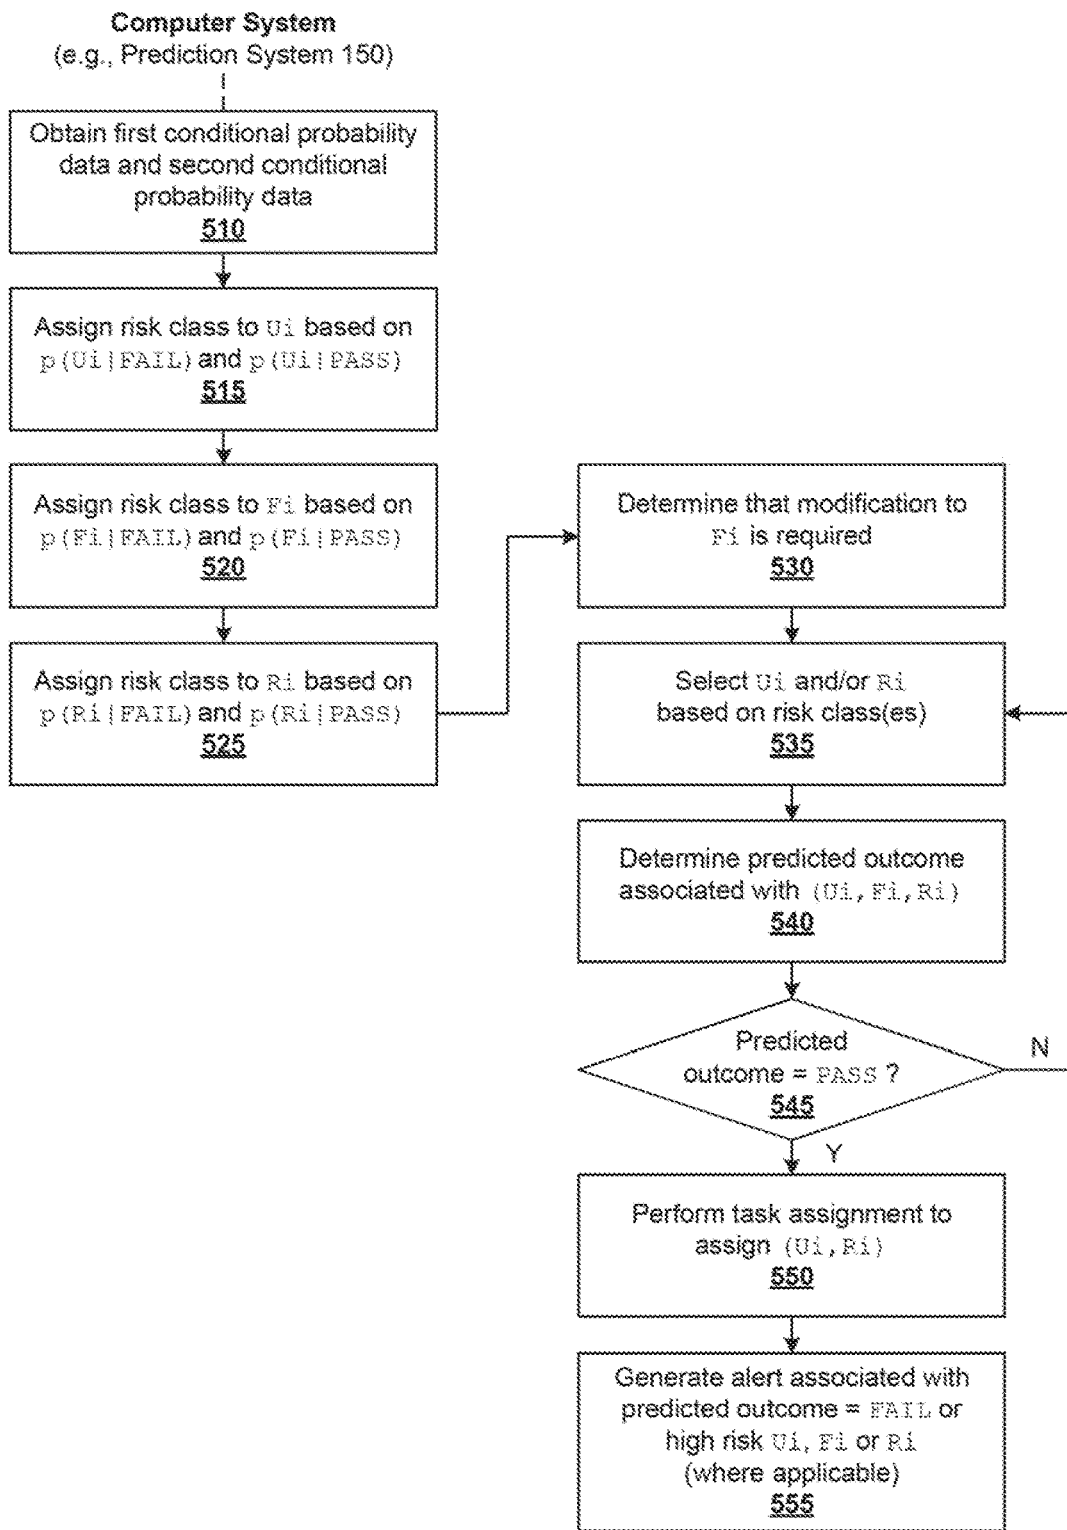 Computer System
(e.g., Prediction System 150)
Obtain first conditional probability
data and second conditional
probability data
510
Assign risk class to Ui based on
p(Ui|FAIL) and p(Ui|PASS)
515
Assign risk class to Fi based on
p(Fi|FAIL) and p(Fi|PASS)
520
Assign risk class to Ri based on
p(Ri|FAIL) and p(Ri|PASS)
525
Determine that modification to
Fi is required
530
Select Ui and/or Ri
based on risk class(es)
535
Determine predicted outcome
associated with (Ui,Fi,Ri)
540
Predicted
outcome = PASS ?
545
N
Y
Perform task assignment to
assign (Ui,Ri)
550
Generate alert associated with
predicted outcome = FAIL or
high risk Ui, Fi or Ri
(where applicable)
555